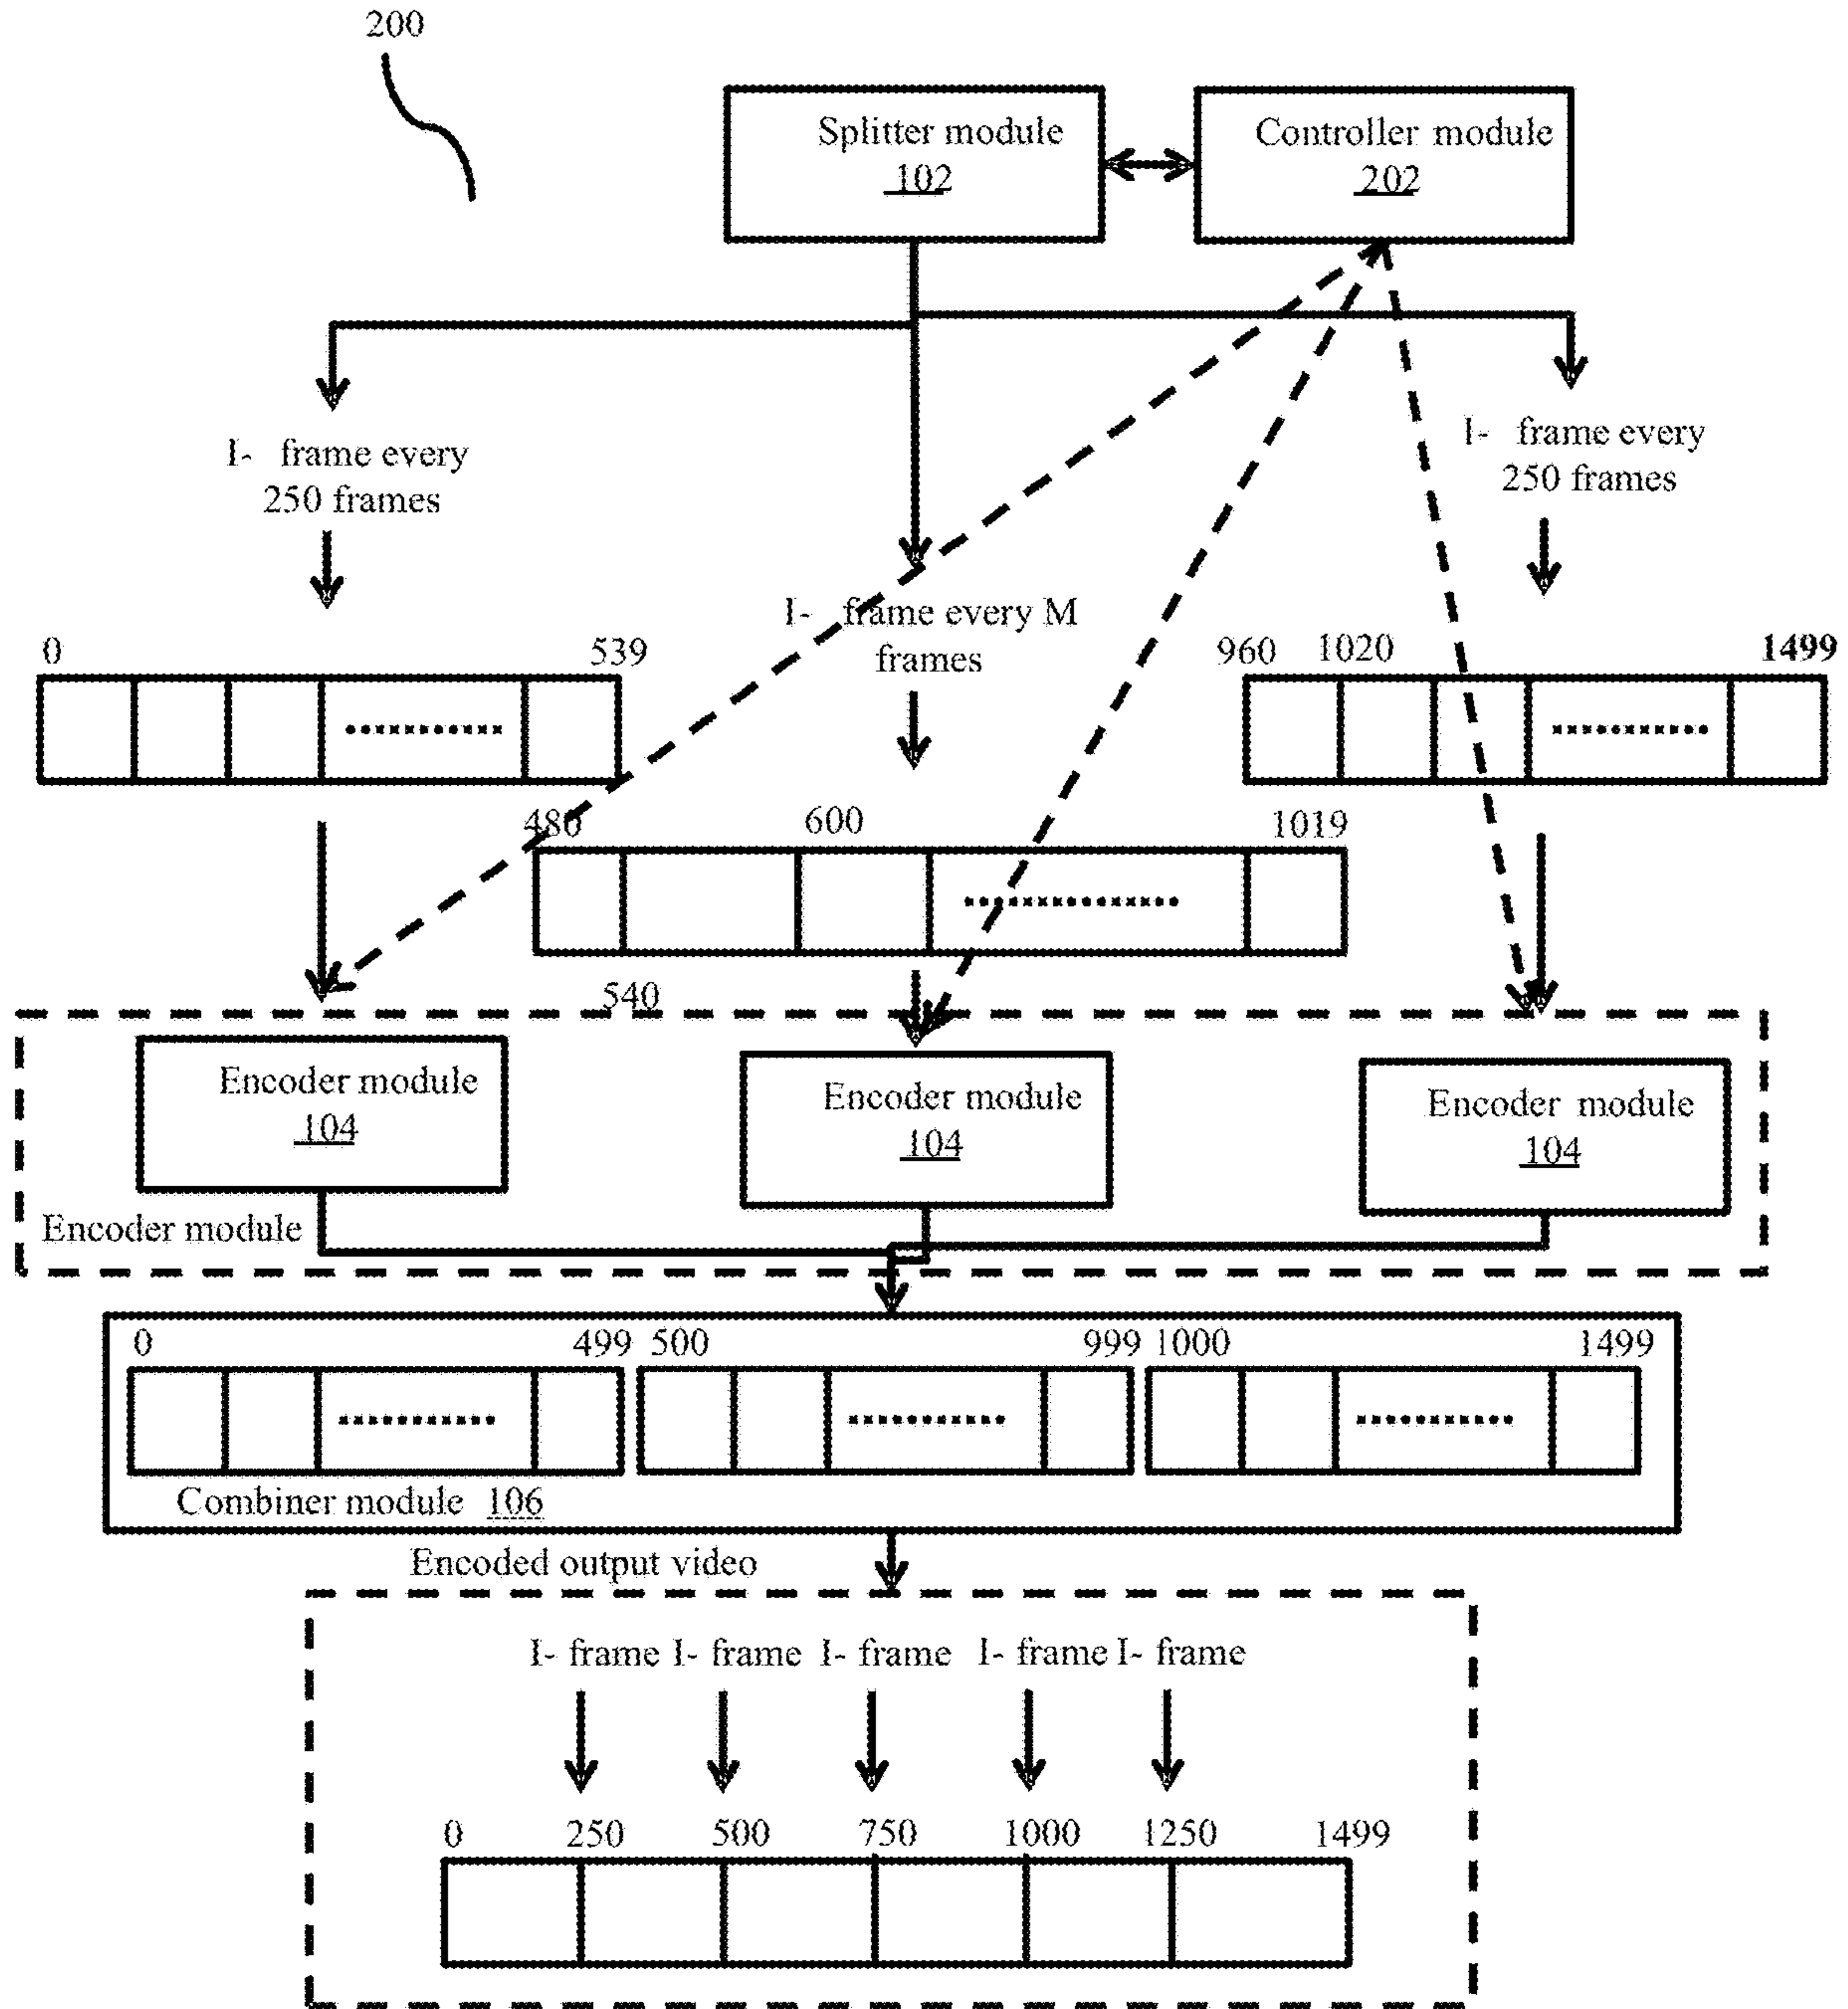 200
Splitter module
102
Controller module
202
I- frame every
250 frames
I- frame every
250 frames
I- frame every M
frames
0 539
960 1020 1499
480 600 1019
540
Encoder module
104
Encoder module
104
Encoder module
104
Encoder module
0 499 500 999 1000 1499
Combiner module 106
Encoded output video
I- frame I- frame I- frame I- frame I- frame
0 250 500 750 1000 1250 1499